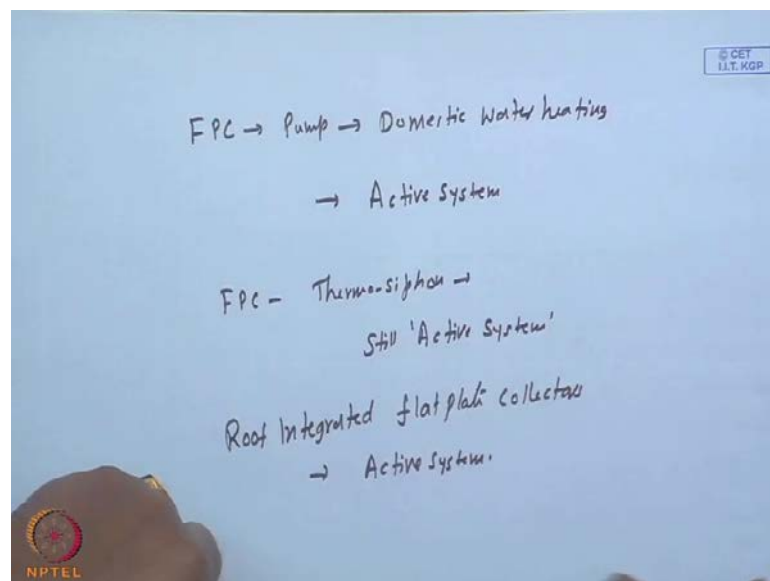 © CET
I.I.T. KGP
FPC → Pump → Domestic Water heating
→ Active System
FPC - Thermo-siphon →
Still 'Active System'
Roof Integrated flat plate collectors
→ Active System.
NPTEL